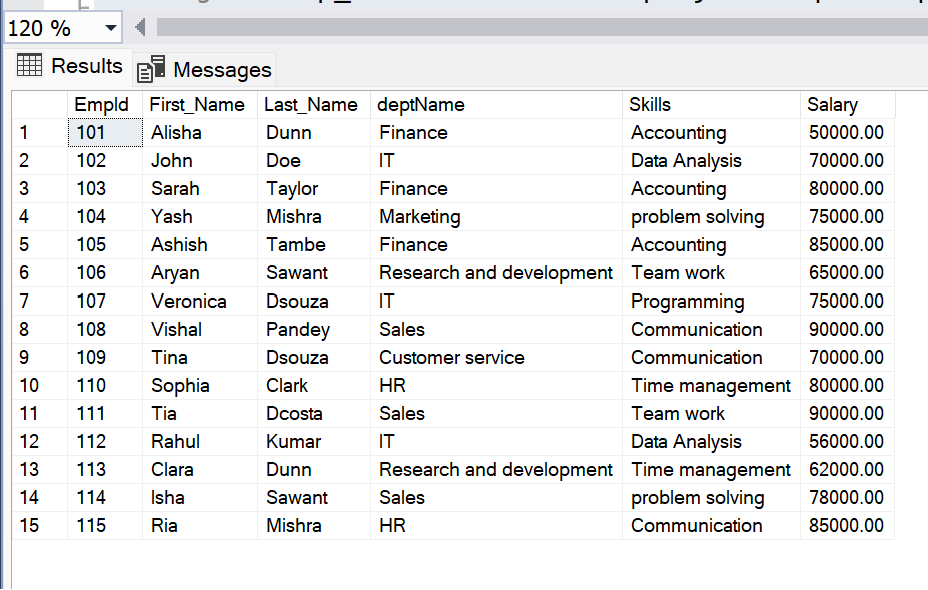 120 %
Results Messages
EmpId First_Name Last_Name deptName Skills Salary
1 101 Alisha Dunn Finance Accounting 50000.00
2 102 John Doe IT Data Analysis 70000.00
3 103 Sarah Taylor Finance Accounting 80000.00
4 104 Yash Mishra Marketing problem solving 75000.00
5 105 Ashish Tambe Finance Accounting 85000.00
6 106 Aryan Sawant Research and development Team work 65000.00
7 107 Veronica Dsouza IT Programming 75000.00
8 108 Vishal Pandey Sales Communication 90000.00
9 109 Tina Dsouza Customer service Communication 70000.00
10 110 Sophia Clark HR Time management 80000.00
11 111 Tia Dcosta Sales Team work 90000.00
12 112 Rahul Kumar IT Data Analysis 56000.00
13 113 Clara Dunn Research and development Time management 62000.00
14 114 Isha Sawant Sales problem solving 78000.00
15 115 Ria Mishra HR Communication 85000.00